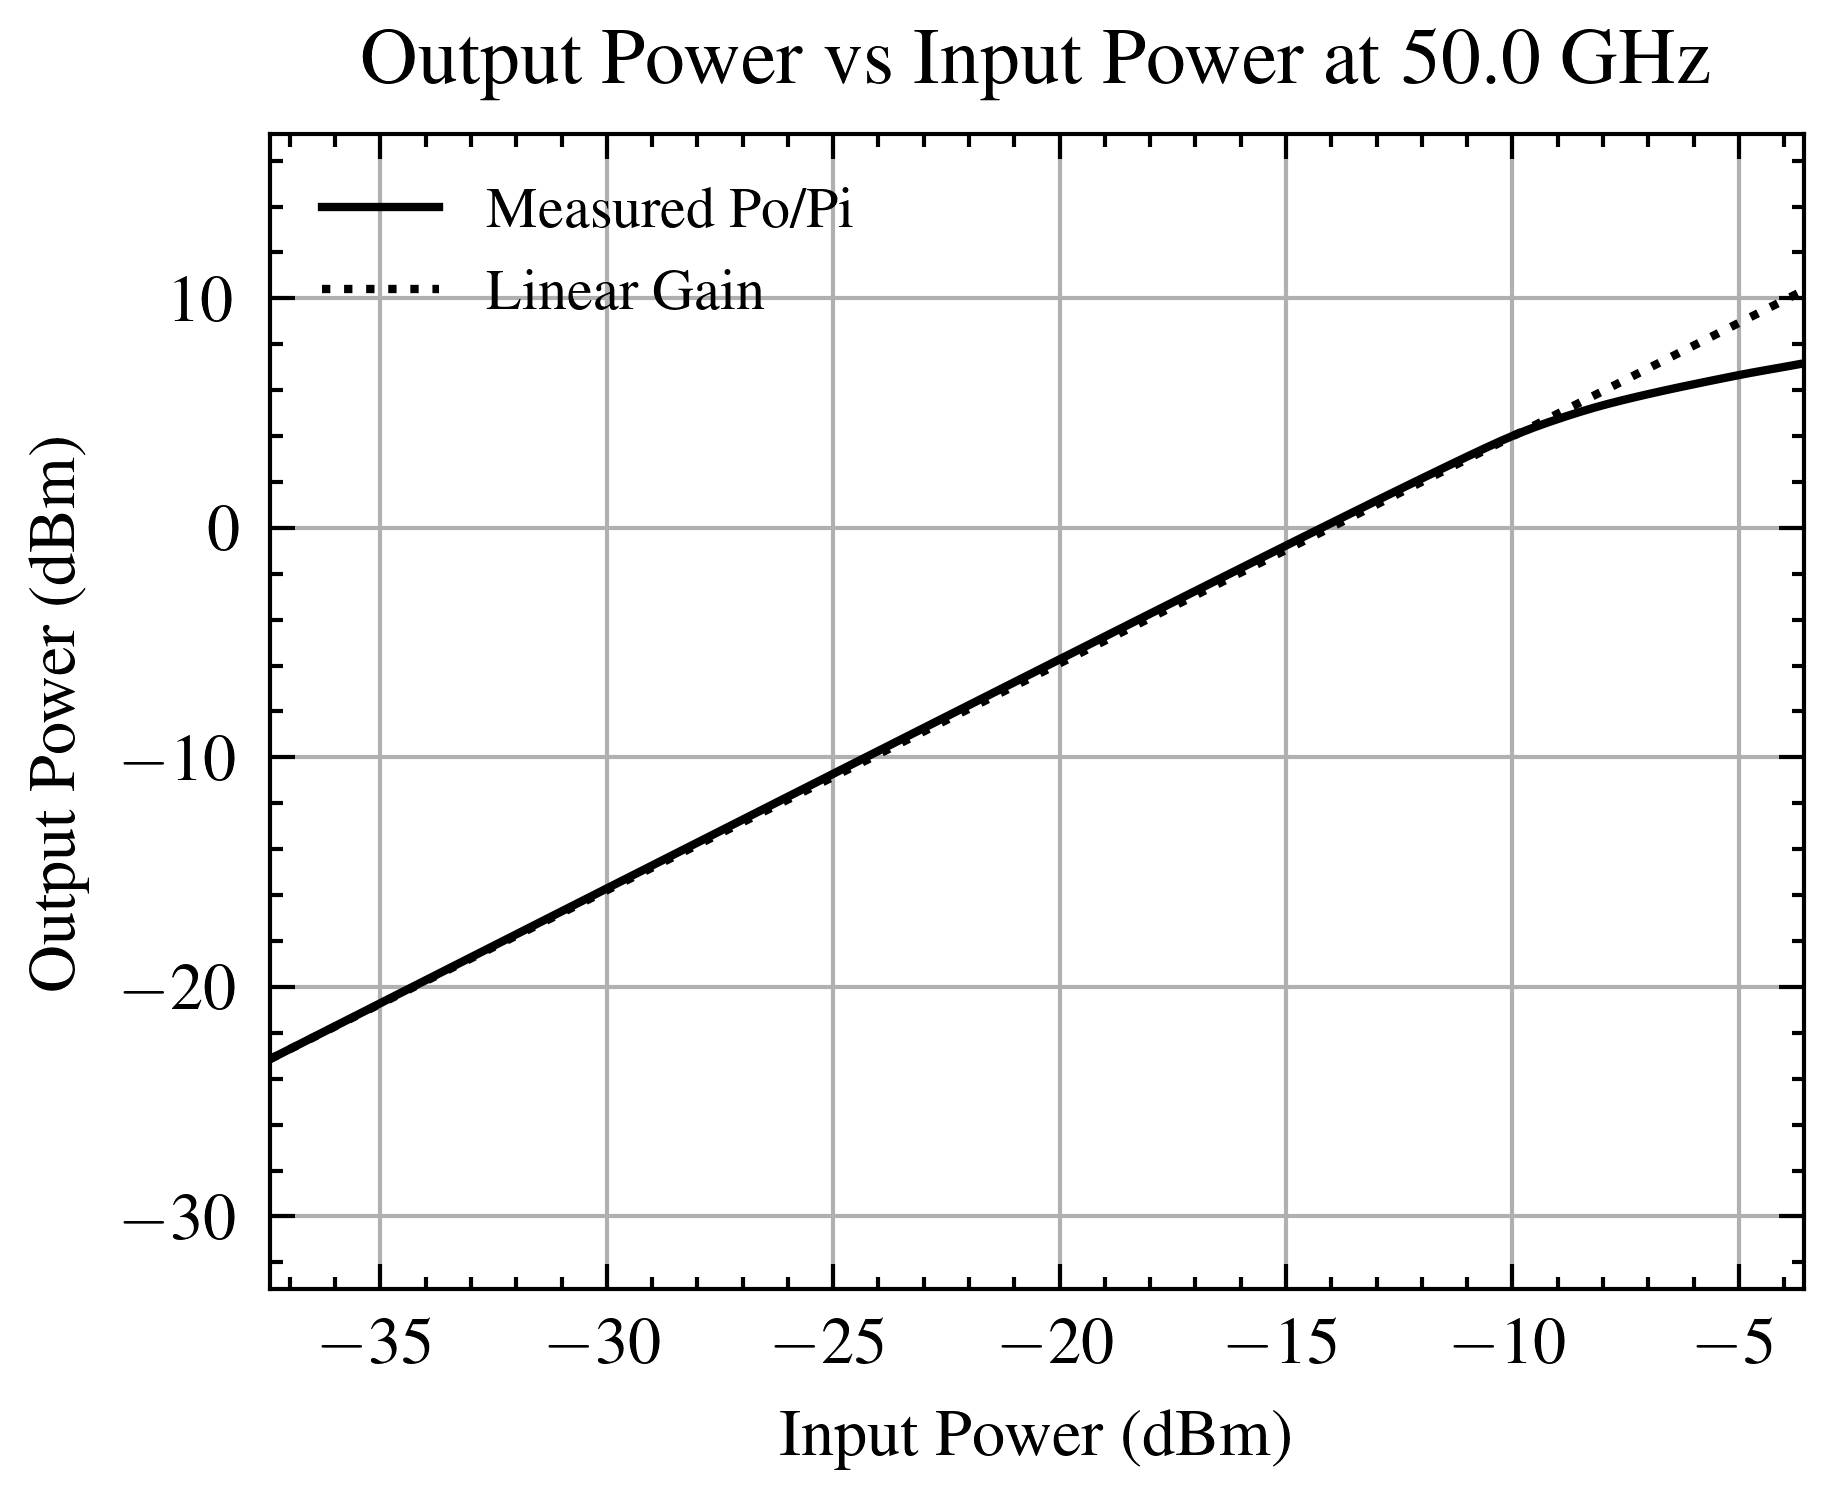 Output Power vs Input Power at 50.0 GHz
Measured Po/Pi
Linear Gain
10
0
−10
−20
−30
Output Power (dBm)
−35 −30 −25 −20 −15 −10 −5
Input Power (dBm)